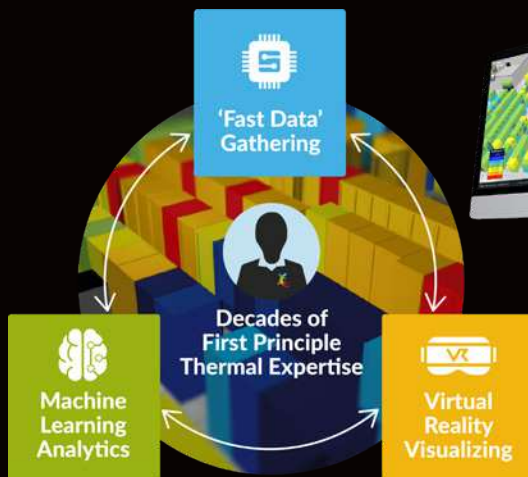 'Fast Data'
Gathering
Decades of
First Principle
Thermal Expertise
Machine
Learning
Analytics
VR
Virtual
Reality
Visualizing